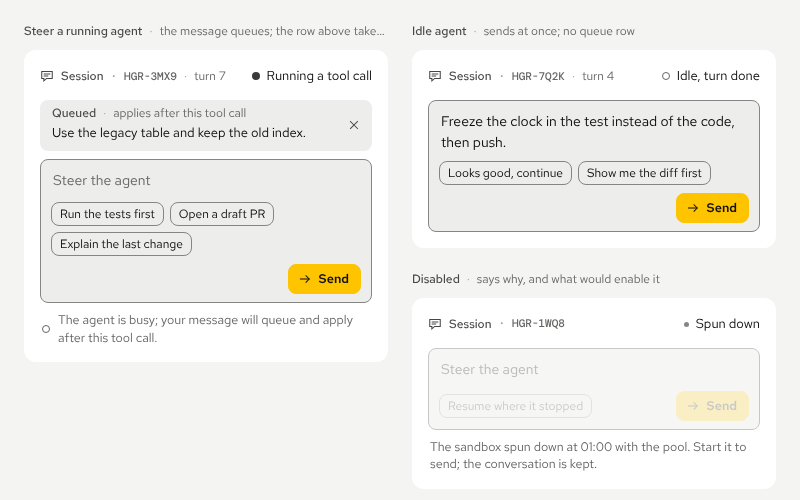 Steer a running agent · the message queues; the row above take...
Session · HGR-3MX9 · turn 7
Running a tool call
Queued · applies after this tool call
Use the legacy table and keep the old index.
Steer the agent
Run the tests first
Open a draft PR
Explain the last change
Send
The agent is busy; your message will queue and apply
after this tool call.
Idle agent · sends at once; no queue row
Session · HGR-7Q2K · turn 4
Idle, turn done
Freeze the clock in the test instead of the code,
then push.
Looks good, continue
Show me the diff first
Send
Disabled · says why, and what would enable it
Session · HGR-1WQ8
Spun down
Steer the agent
Resume where it stopped
Send
The sandbox spun down at 01:00 with the pool. Start it to
send; the conversation is kept.